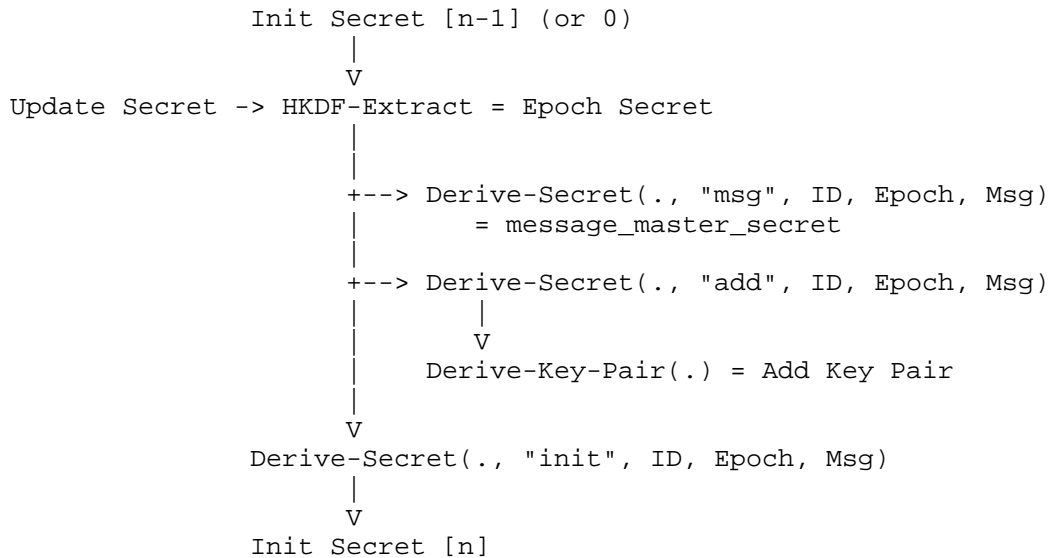 Init Secret [n-1] (or 0)
                     |
                     V
Update Secret -> HKDF-Extract = Epoch Secret
                     |
                     |
                     +--> Derive-Secret(., "msg", ID, Epoch, Msg)
                     |       = message_master_secret
                     |
                     +--> Derive-Secret(., "add", ID, Epoch, Msg)
                     |       |
                     |       V
                     |    Derive-Key-Pair(.) = Add Key Pair
                     |
                     V
               Derive-Secret(., "init", ID, Epoch, Msg)
                     |
                     V
               Init Secret [n]